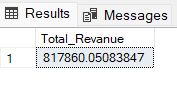 Results Messages
Total_Revanue
1 817860.05083847